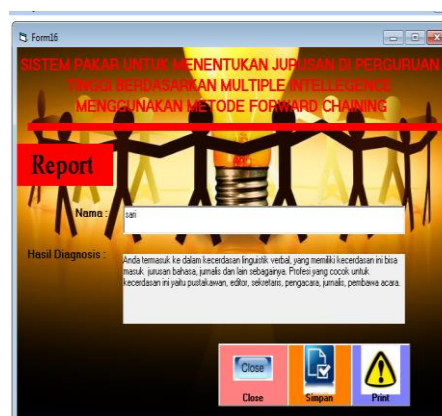 Form16
SISTEM PAKAR UNTUK MENENTUKAN JURUSAN DI PERGURUAN
TINGGI BERDASARKAN MULTIPLE INTELLEGENCE
MENGGUNAKAN METODE FORWARD CHAINING
Report
Nama :
sari
Hasil Diagnosis :
Anda termasuk ke dalam kecerdasan linguistik verbal, yang memiliki kecerdasan ini bisa
masuk jurusan bahasa, jurnalis dan lain sebagainya. Profesi yang cocok untuk
kecerdasan ini yaitu pustakawan, editor, sekretaris, pengacara, jurnalis, pembawa acara.
Close
Close
Simpan
Print